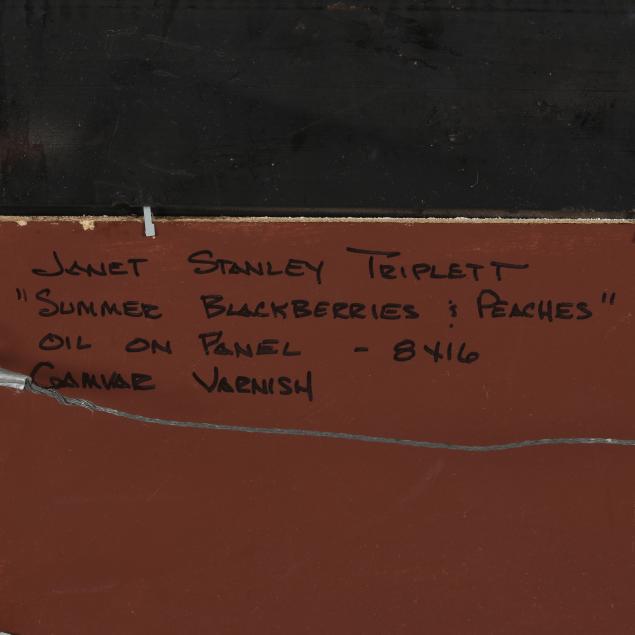 JANET STANLEY TRIPLETT
"SUMMER BLACKBERRIES & PEACHES"
OIL ON PANEL - 8X16
GAMVAR VARNISH